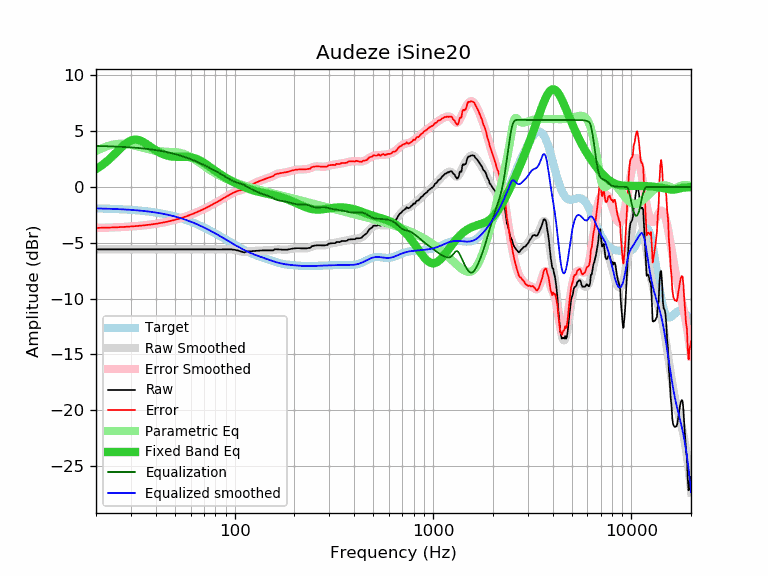 Audeze iSine20
Amplitude (dBr)
10
5
0
−5
−10
−15
−20
−25
Target
Raw Smoothed
Error Smoothed
Raw
Error
Parametric Eq
Fixed Band Eq
Equalization
Equalized smoothed
100
1000
10000
Frequency (Hz)